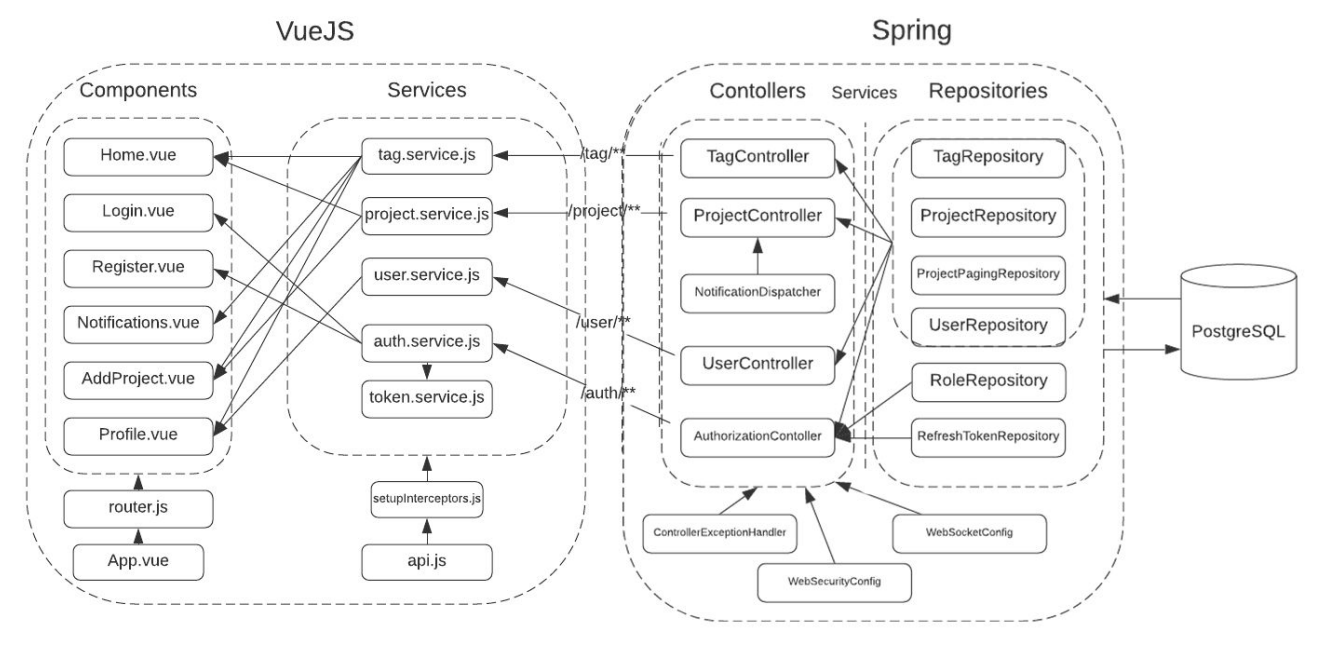 VueJS
Spring
Components
Services
Contollers
Services
Repositories
Home.vue
Login.vue
Register.vue
Notifications.vue
AddProject.vue
Profile.vue
router.js
App.vue
tag.service.js
project.service.js
user.service.js
auth.service.js
token.service.js
setupInterceptors.js
api.js
/tag/**
/project/**
/user/**
/auth/**
TagController
ProjectController
NotificationDispatcher
UserController
AuthorizationContoller
TagRepository
ProjectRepository
ProjectPagingRepository
UserRepository
RoleRepository
RefreshTokenRepository
ControllerExceptionHandler
WebSocketConfig
WebSecurityConfig
PostgreSQL